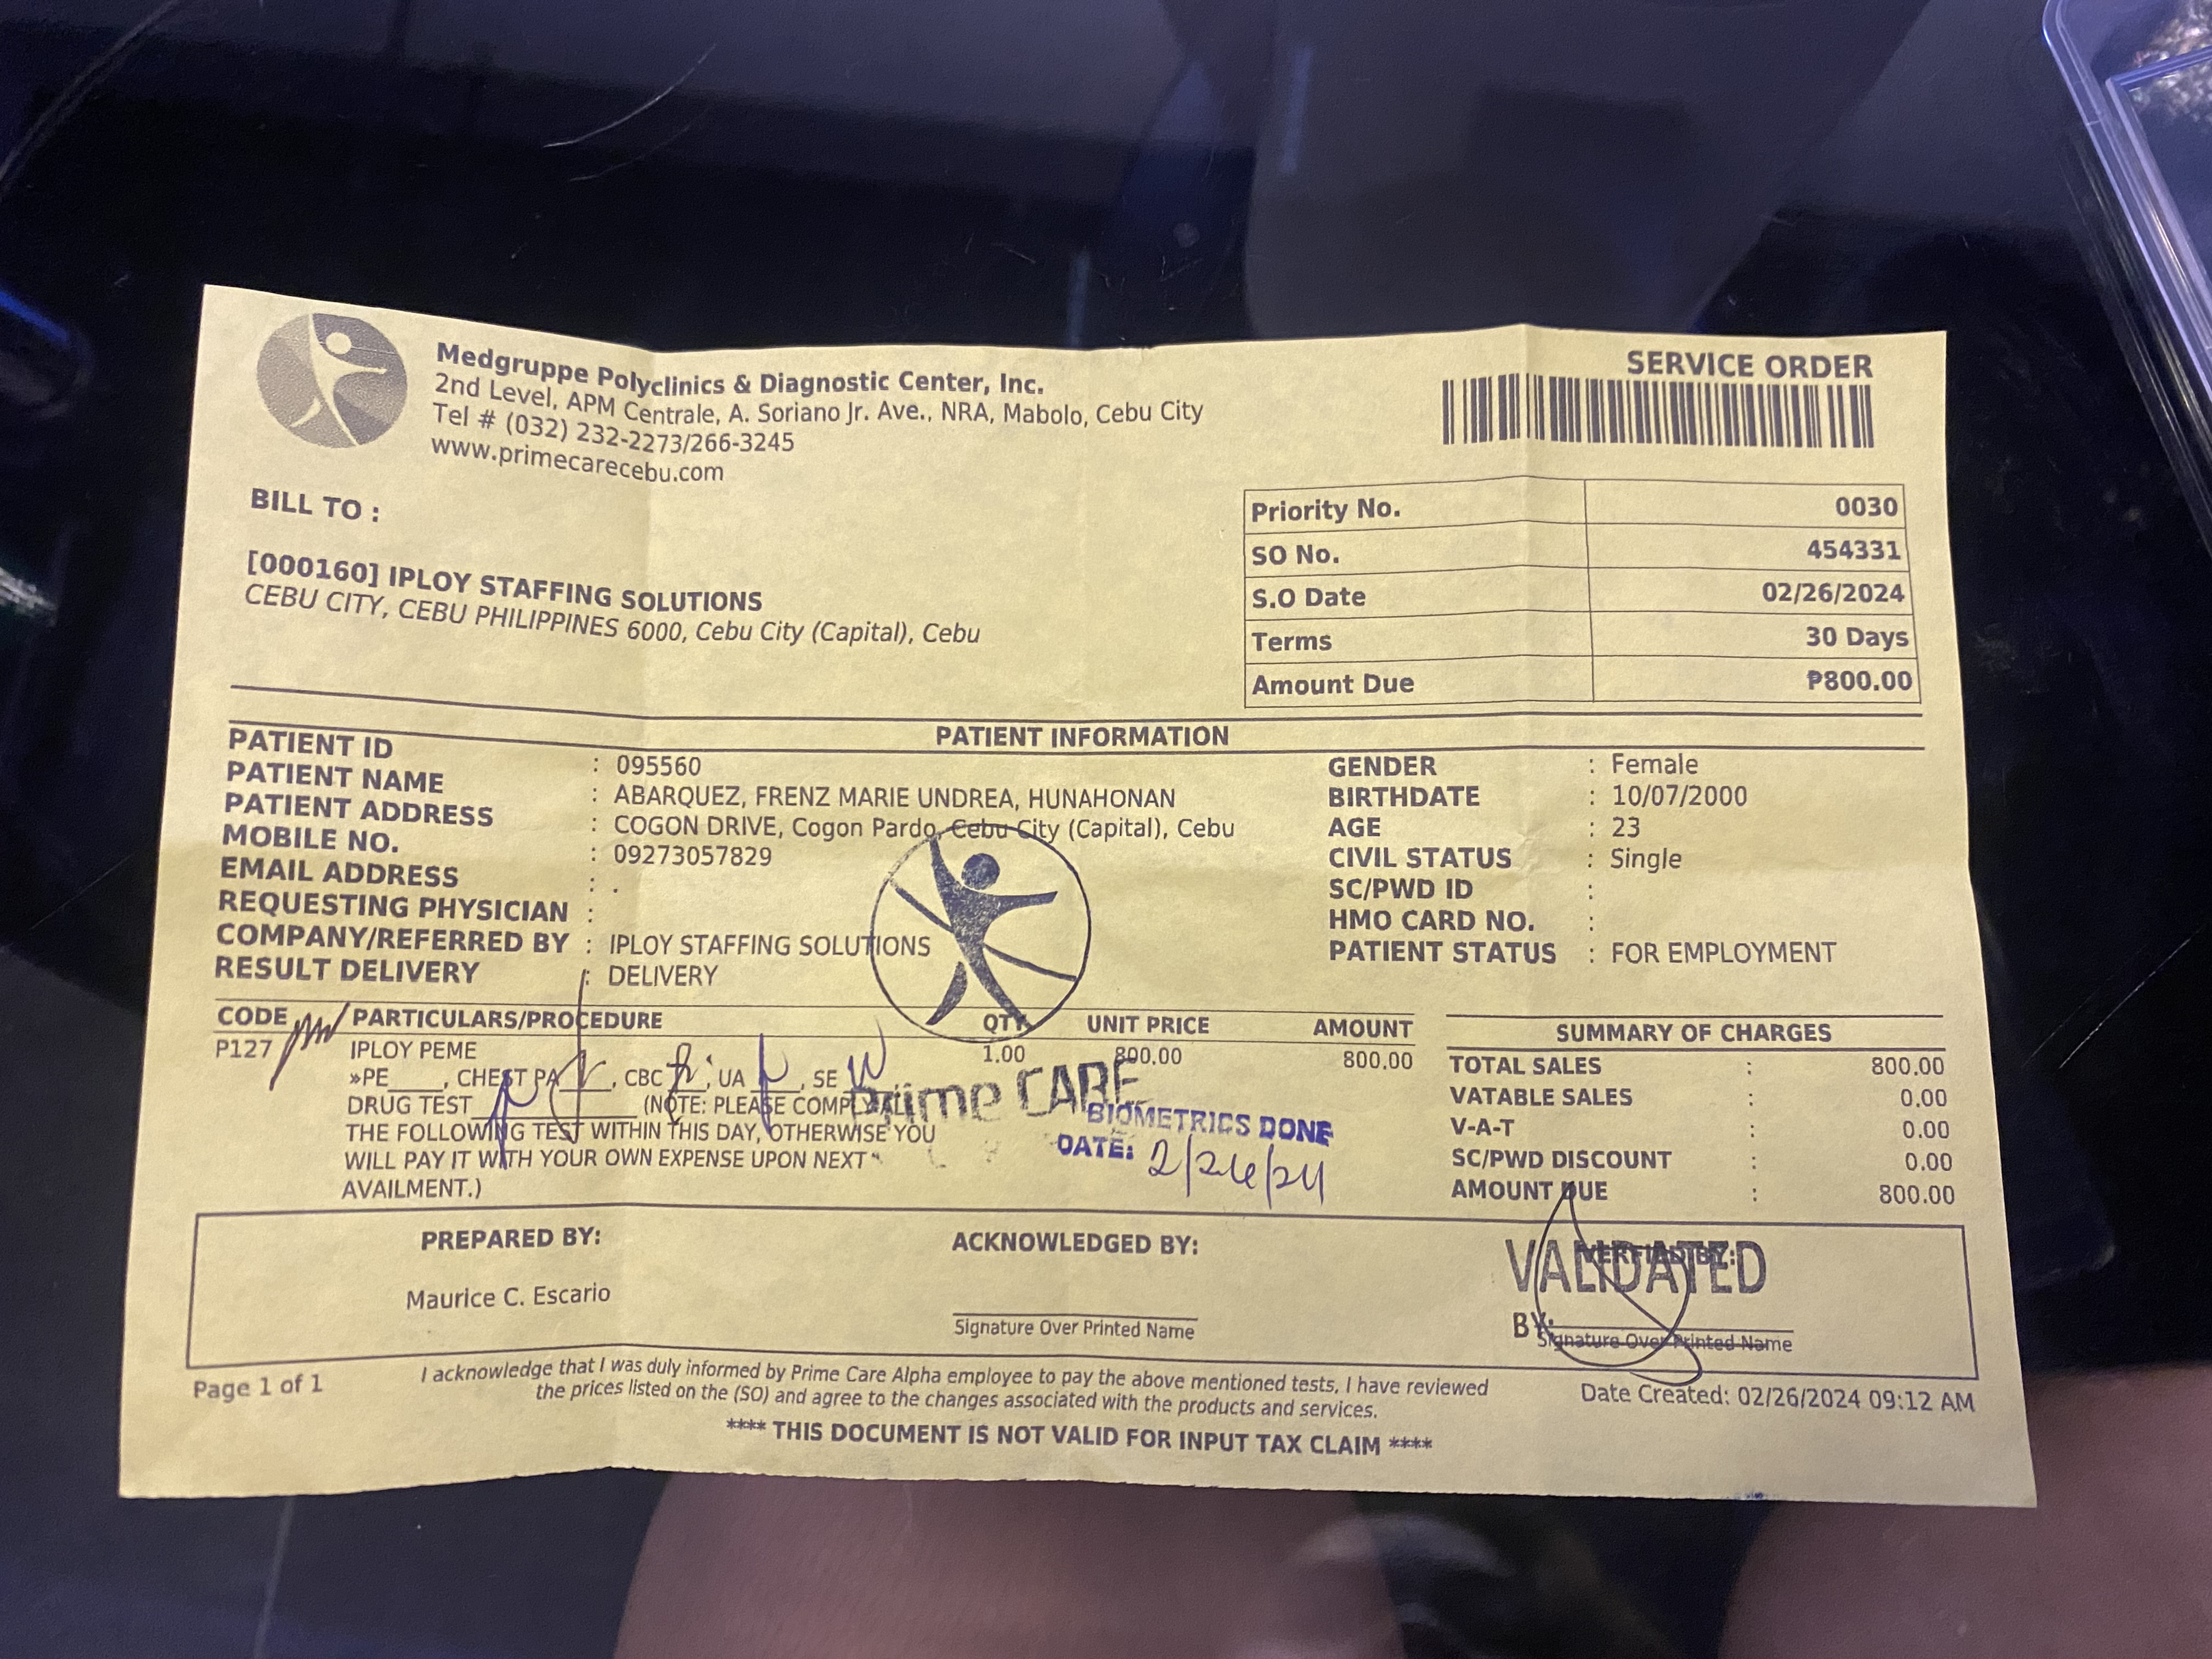 Medgruppe Polyclinics & Diagnostic Center, Inc.
2nd Level, APM Centrale, A. Soriano Jr. Ave., NRA, Mabolo, Cebu City
Tel # (032) 232-2273/266-3245
www.primecarecebu.com
SERVICE ORDER
BILL TO :
[000160] IPLOY STAFFING SOLUTIONS
CEBU CITY, CEBU PHILIPPINES 6000, Cebu City (Capital), Cebu
Priority No. 0030
SO No. 454331
S.O Date 02/26/2024
Terms 30 Days
Amount Due ₱800.00
PATIENT INFORMATION
PATIENT ID : 095560
PATIENT NAME : ABARQUEZ, FRENZ MARIE UNDREA, HUNAHONAN
PATIENT ADDRESS : COGON DRIVE, Cogon Pardo, Cebu City (Capital), Cebu
MOBILE NO. : 09273057829
EMAIL ADDRESS : .
REQUESTING PHYSICIAN :
COMPANY/REFERRED BY : IPLOY STAFFING SOLUTIONS
RESULT DELIVERY : DELIVERY
GENDER : Female
BIRTHDATE : 10/07/2000
AGE : 23
CIVIL STATUS : Single
SC/PWD ID :
HMO CARD NO. :
PATIENT STATUS : FOR EMPLOYMENT
CODE PARTICULARS/PROCEDURE QTY UNIT PRICE AMOUNT
P127 IPLOY PEME 1.00 800.00 800.00
»PE____, CHEST PA____, CBC____, UA____, SE
DRUG TEST____________ (NOTE: PLEASE
THE FOLLOWING TEST WITHIN THIS DAY, OTHERWISE YOU
WILL PAY IT WITH YOUR OWN EXPENSE UPON NEXT
AVAILMENT.)
Prime CARE
BIOMETRICS DONE
DATE: 2/26/24
SUMMARY OF CHARGES
TOTAL SALES : 800.00
VATABLE SALES : 0.00
V-A-T : 0.00
SC/PWD DISCOUNT : 0.00
AMOUNT DUE : 800.00
PREPARED BY:
Maurice C. Escario
ACKNOWLEDGED BY:
Signature Over Printed Name
VERIFIED BY:
VALIDATED
BY:
Signature Over Printed Name
Page 1 of 1
I acknowledge that I was duly informed by Prime Care Alpha employee to pay the above mentioned tests, I have reviewed
the prices listed on the (SO) and agree to the changes associated with the products and services.
Date Created: 02/26/2024 09:12 AM
**** THIS DOCUMENT IS NOT VALID FOR INPUT TAX CLAIM ****